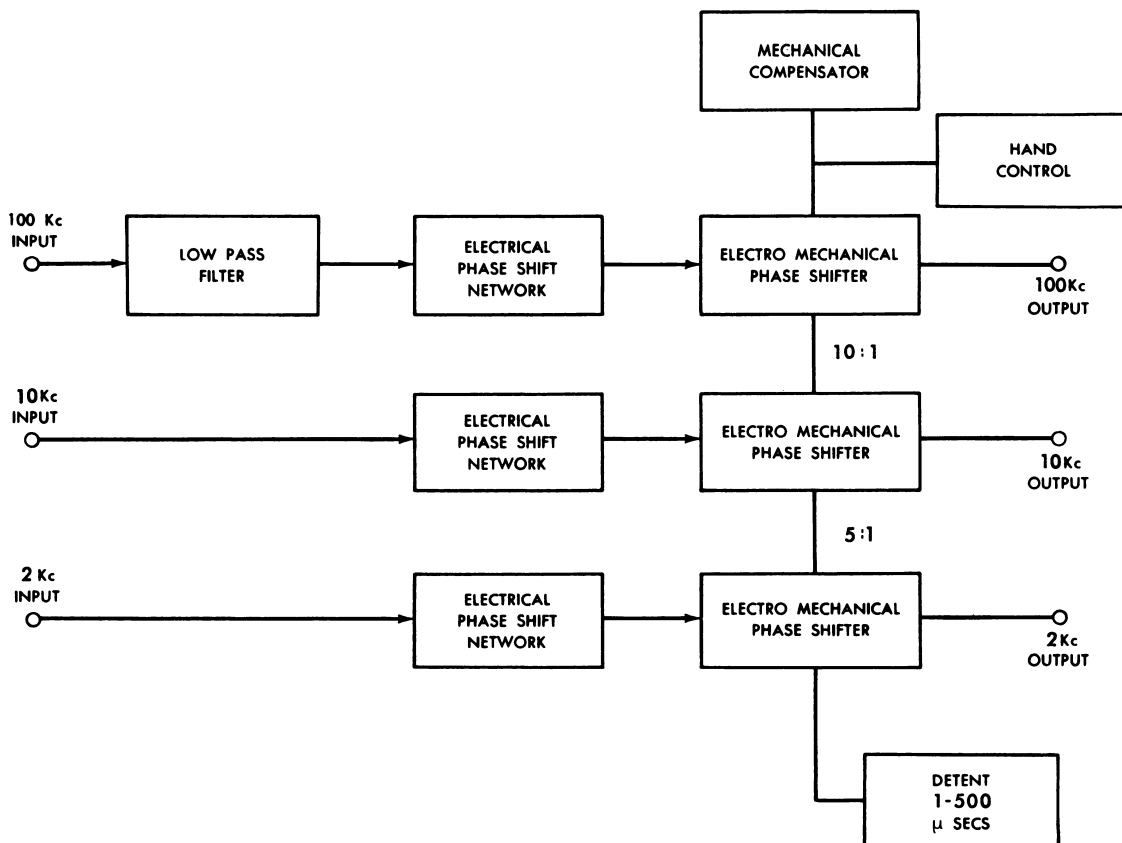 MECHANICAL
COMPENSATOR
HAND
CONTROL
100 Kc
INPUT
LOW PASS
FILTER
ELECTRICAL
PHASE SHIFT
NETWORK
ELECTRO MECHANICAL
PHASE SHIFTER
100Kc
OUTPUT
10:1
10Kc
INPUT
ELECTRICAL
PHASE SHIFT
NETWORK
ELECTRO MECHANICAL
PHASE SHIFTER
10Kc
OUTPUT
5:1
2 Kc
INPUT
ELECTRICAL
PHASE SHIFT
NETWORK
ELECTRO MECHANICAL
PHASE SHIFTER
2Kc
OUTPUT
DETENT
1-500
μ SECS